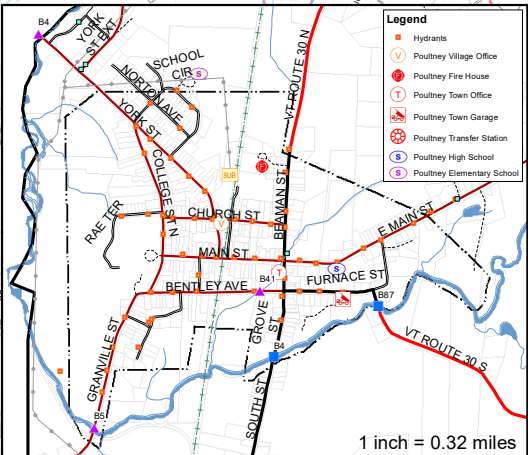 B4
YORK
ST EXT
SCHOOL
CIR
S
NORTON AVE
YORK ST
VT ROUTE 30 N
COLLEGE ST N
F
SUB
BEAMAN ST
RAE TER
CHURCH ST
V
E MAIN ST
MAIN ST
T
S
FURNACE ST
BENTLEY AVE
B41
B87
GROVE
ST
GRANVILLE ST
B4
VT ROUTE 30 S
SOUTH ST
B5
1 inch = 0.32 miles
Legend
Hydrants
V Poultney Village Office
F Poultney Fire House
T Poultney Town Office
Poultney Town Garage
Poultney Transfer Station
S Poultney High School
S Poultney Elementary School